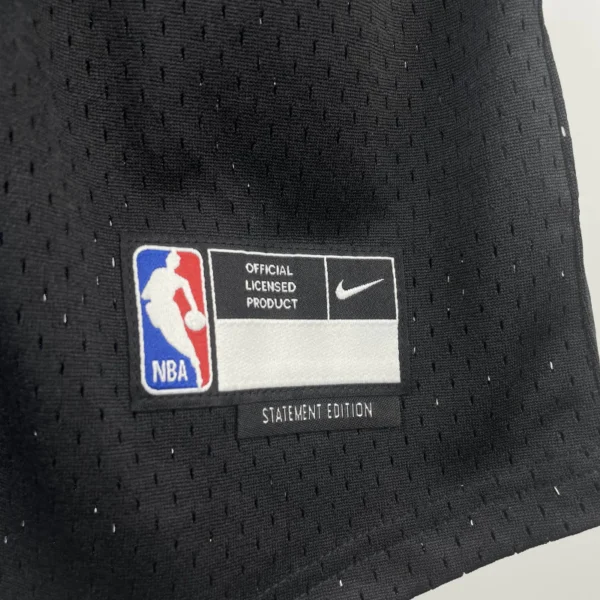 OFFICIAL
LICENSED
PRODUCT
NBA
STATEMENT EDITION